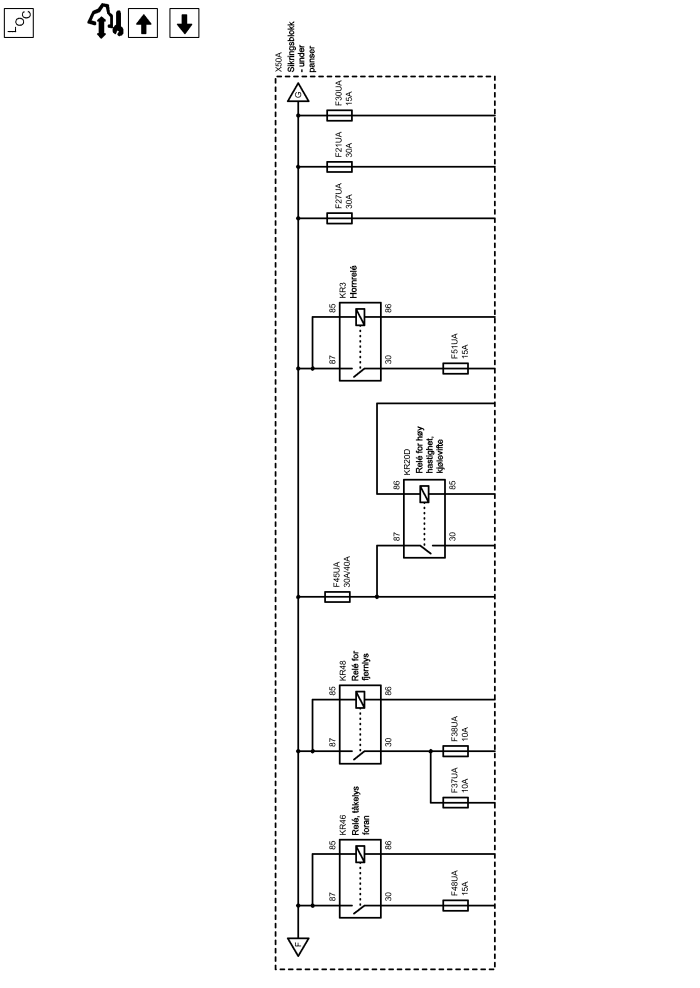 LOC
X50A
Sikringsblokk
- under
panser
G
F30UA
15A
F21UA
30A
F27UA
30A
KR3
Hornrelé
85
86
87
30
F51UA
15A
KR20D
Relé for høy
hastighet,
kjølevifte
86
85
87
30
F45UA
30A/40A
KR48
Relé for
fjernlys
85
86
87
30
F38UA
10A
F37UA
10A
KR46
Relé, tåkelys
foran
85
86
87
30
F48UA
15A
F